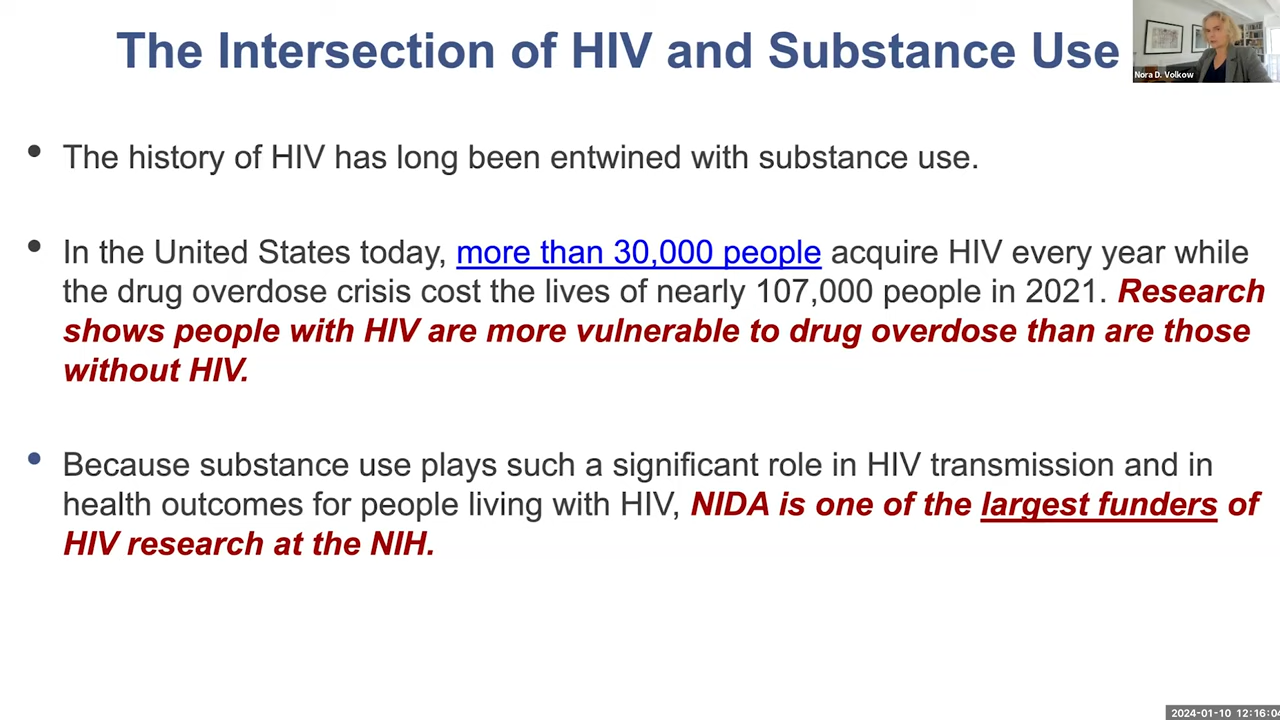 The Intersection of HIV and Substance Use
Nora D. Volkow
• The history of HIV has long been entwined with substance use.
• In the United States today, more than 30,000 people acquire HIV every year while
the drug overdose crisis cost the lives of nearly 107,000 people in 2021. Research
shows people with HIV are more vulnerable to drug overdose than are those
without HIV.
• Because substance use plays such a significant role in HIV transmission and in
health outcomes for people living with HIV, NIDA is one of the largest funders of
HIV research at the NIH.
2024-01-10 12:16:04